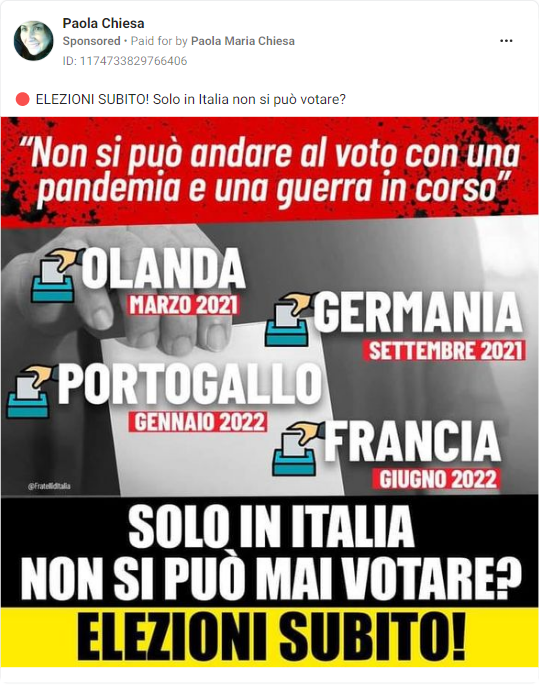 Paola Chiesa
Sponsored • Paid for by Paola Maria Chiesa
ID: 1174733829766406
🔴 ELEZIONI SUBITO! Solo in Italia non si può votare?
"Non si può andare al voto con una
pandemia e una guerra in corso"
OLANDA
MARZO 2021
GERMANIA
SETTEMBRE 2021
PORTOGALLO
GENNAIO 2022
FRANCIA
GIUGNO 2022
@FratellidItalia
SOLO IN ITALIA
NON SI PUÒ MAI VOTARE?
ELEZIONI SUBITO!